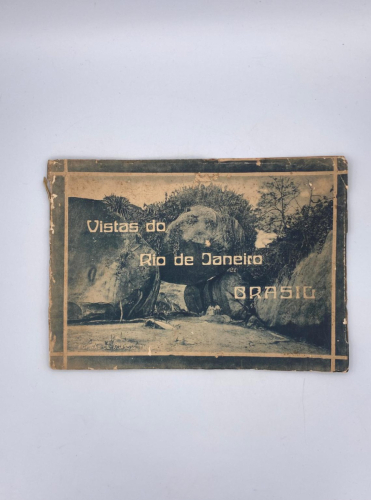 Vistas do
Rio de Janeiro
BRASIL